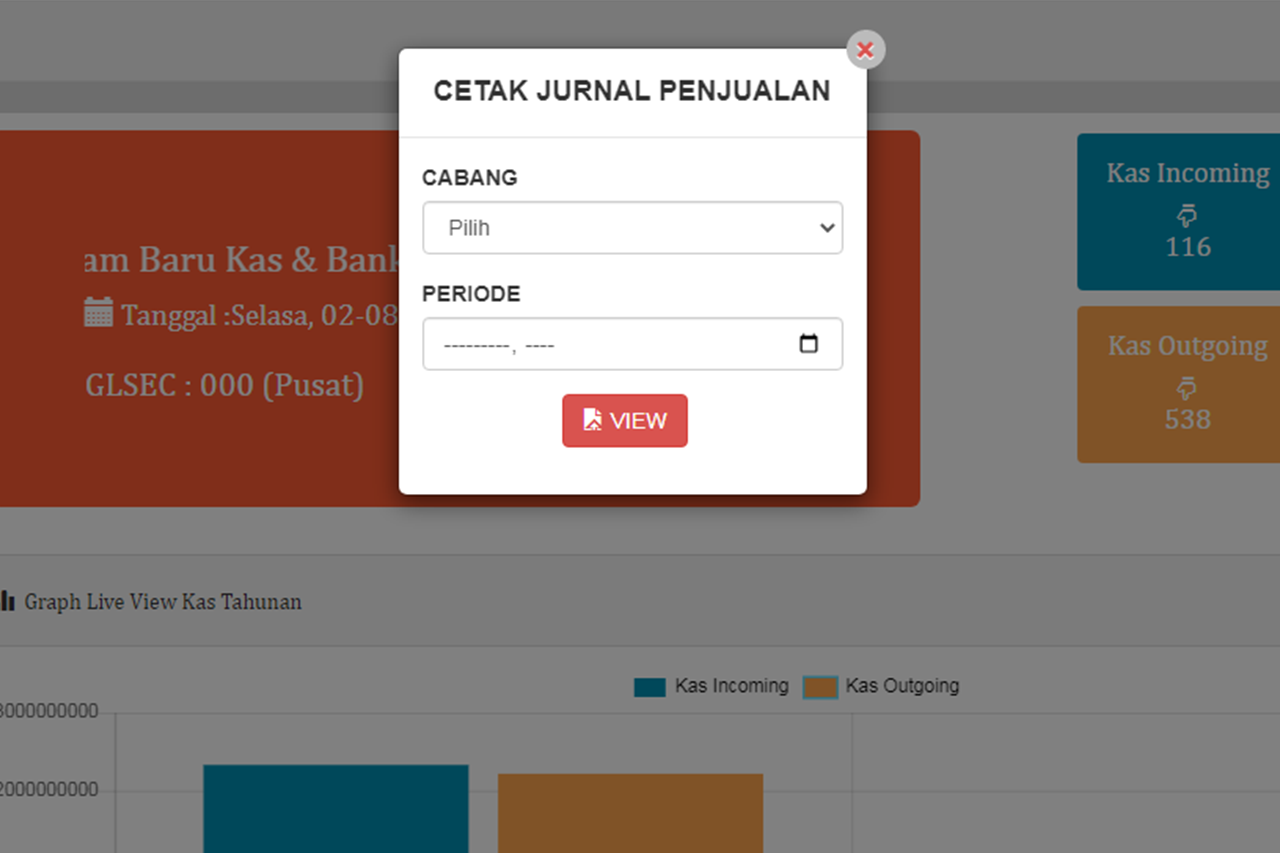 CETAK JURNAL PENJUALAN
CABANG
Pilih
PERIODE
---------, ----
VIEW
am Baru Kas & Bank
Tanggal :Selasa, 02-08
GLSEC : 000 (Pusat)
Kas Incoming
116
Kas Outgoing
538
Graph Live View Kas Tahunan
Kas Incoming
Kas Outgoing
3000000000
2000000000